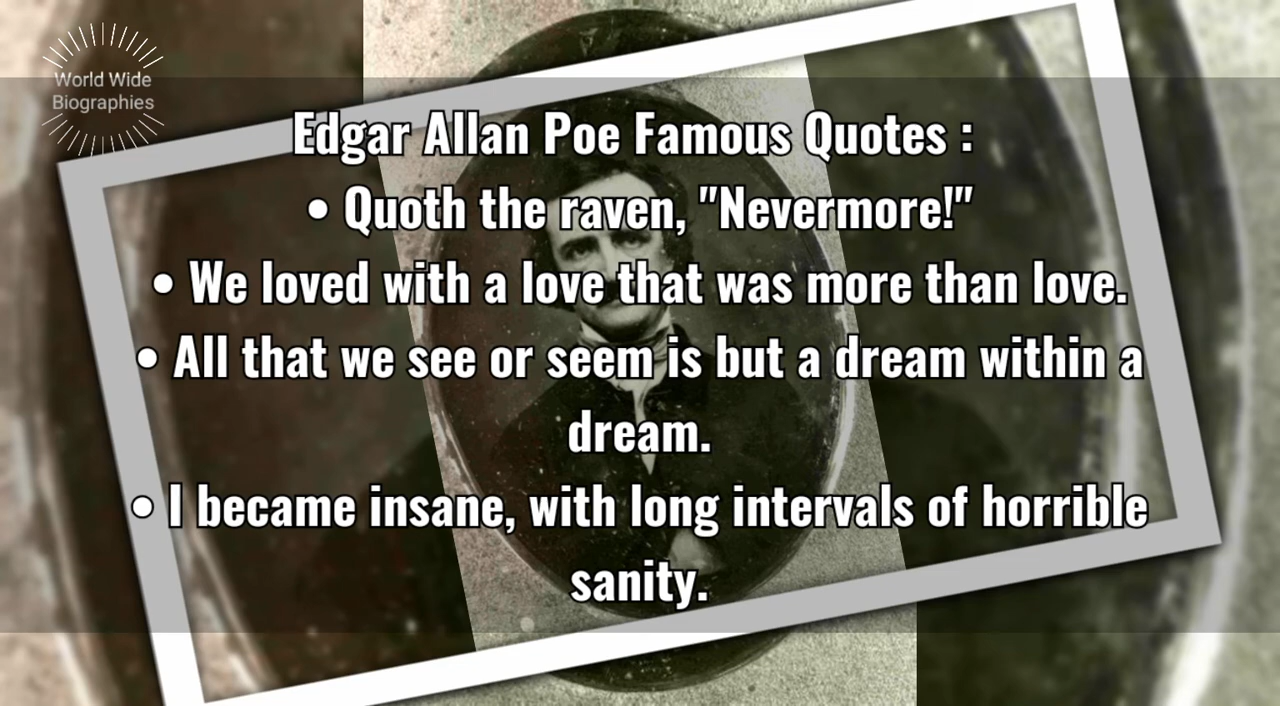 World Wide
Biographies
Edgar Allan Poe Famous Quotes :
• Quoth the raven, "Nevermore!"
• We loved with a love that was more than love.
• All that we see or seem is but a dream within a
dream.
• I became insane, with long intervals of horrible
sanity.